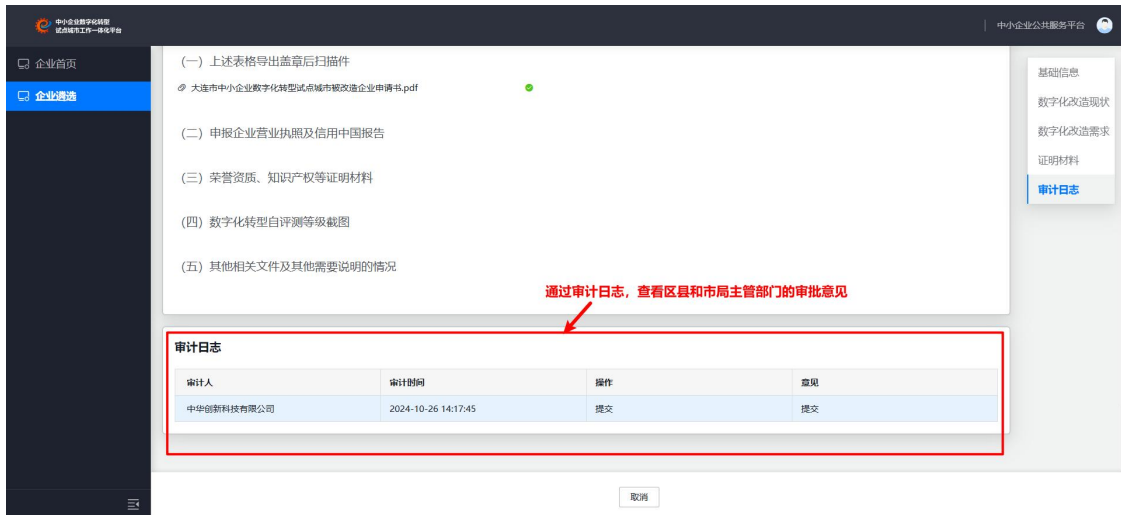 中小企业数字化转型
试点城市工作一体化平台
中小企业公共服务平台
企业首页
企业遴选
(一) 上述表格导出盖章后扫描件
大连市中小企业数字化转型试点城市被改造企业申请书.pdf
(二) 申报企业营业执照及信用中国报告
(三) 荣誉资质、知识产权等证明材料
(四) 数字化转型自评测等级截图
(五) 其他相关文件及其他需要说明的情况
基础信息
数字化改造现状
数字化改造需求
证明材料
审计日志
通过审计日志，查看区县和市局主管部门的审批意见
审计日志
审计人 审计时间 操作 意见
中华创新科技有限公司 2024-10-26 14:17:45 提交 提交
取消